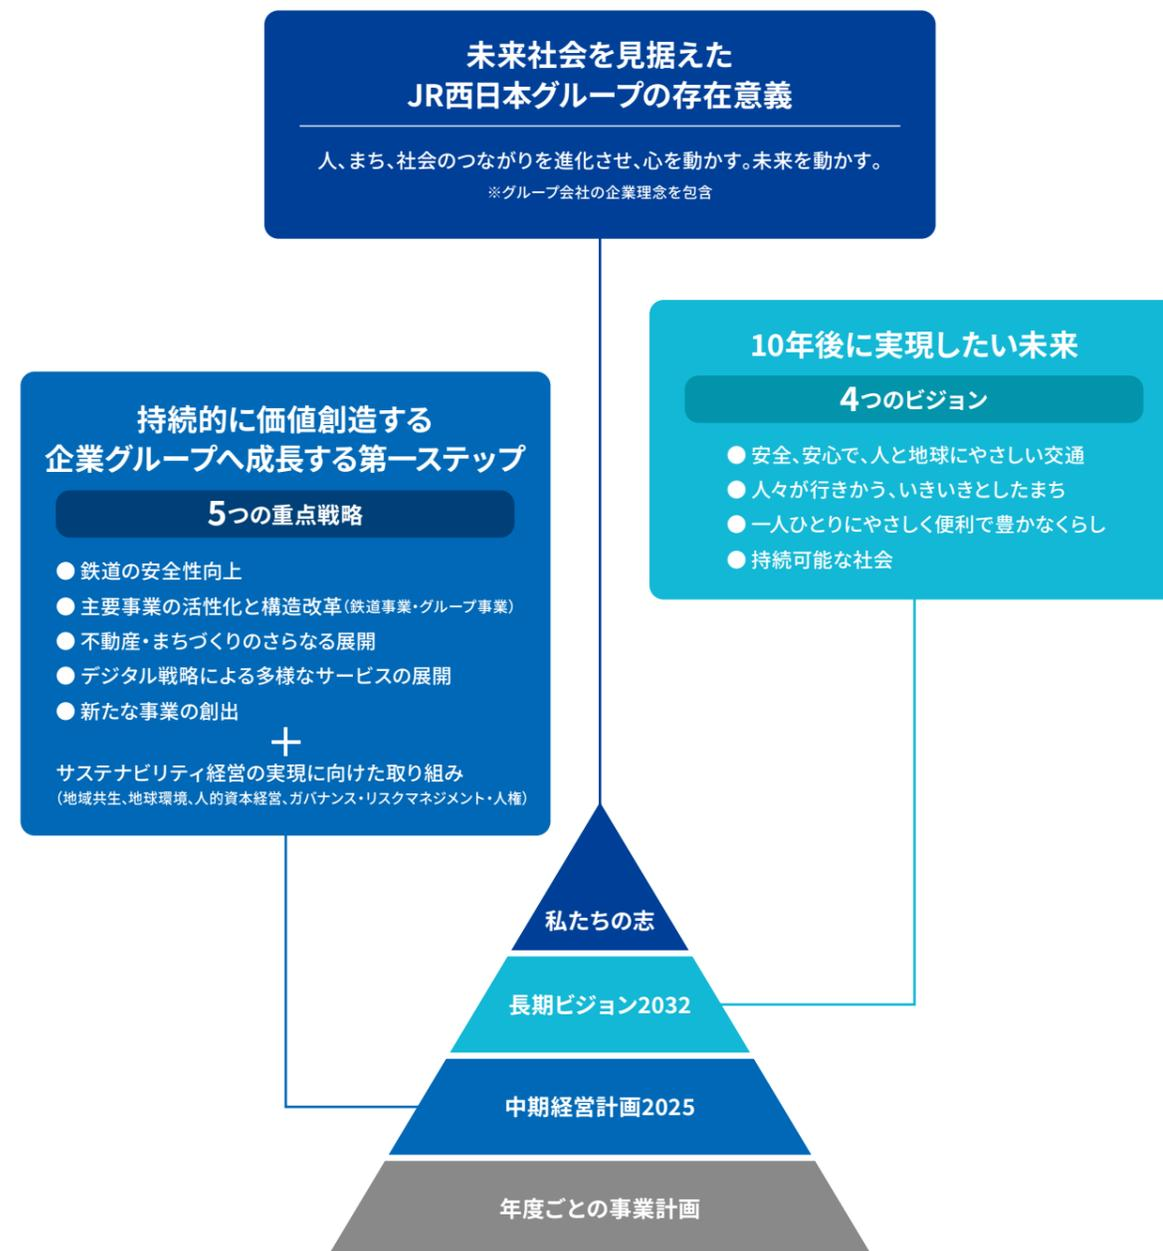 未来社会を見据えた
JR西日本グループの存在意義
人、まち、社会のつながりを進化させ、心を動かす。未来を動かす。
※グループ会社の企業理念を包含
10年後に実現したい未来
4つのビジョン
● 安全、安心で、人と地球にやさしい交通
● 人々が行きかう、いきいきとしたまち
● 一人ひとりにやさしく便利で豊かなくらし
● 持続可能な社会
持続的に価値創造する
企業グループへ成長する第一ステップ
5つの重点戦略
● 鉄道の安全性向上
● 主要事業の活性化と構造改革(鉄道事業・グループ事業)
● 不動産・まちづくりのさらなる展開
● デジタル戦略による多様なサービスの展開
● 新たな事業の創出
＋
サステナビリティ経営の実現に向けた取り組み
(地域共生、地球環境、人的資本経営、ガバナンス・リスクマネジメント・人権)
私たちの志
長期ビジョン2032
中期経営計画2025
年度ごとの事業計画